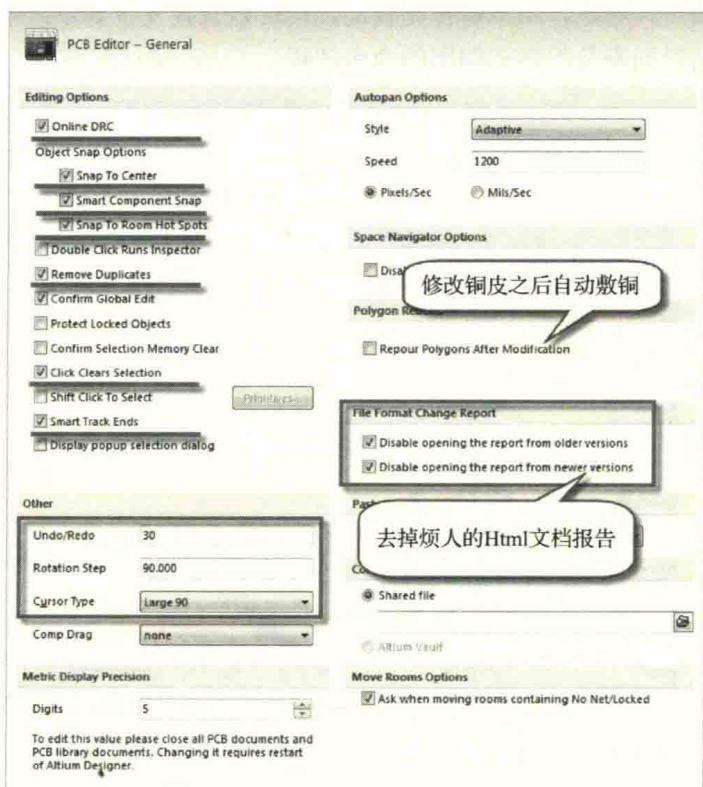 PCB Editor – General
Editing Options
Online DRC
Object Snap Options
Snap To Center
Smart Component Snap
Snap To Room Hot Spots
Double Click Runs Inspector
Remove Duplicates
Confirm Global Edit
Protect Locked Objects
Confirm Selection Memory Clear
Click Clears Selection
Shift Click To Select
Primitives...
Smart Track Ends
Display popup selection dialog
Other
Undo/Redo 30
Rotation Step 90.000
Cursor Type Large 90
Comp Drag none
Metric Display Precision
Digits 5
To edit this value please close all PCB documents and
PCB library documents. Changing it requires restart
of Altium Designer.
Autopan Options
Style Adaptive
Speed 1200
Pixels/Sec Mils/Sec
Space Navigator Options
修改铜皮之后自动敷铜
Polygon
Repour Polygons After Modification
File Format Change Report
Disable opening the report from older versions
Disable opening the report from newer versions
去掉烦人的Html文档报告
Shared file
Altium Vault
Move Rooms Options
Ask when moving rooms containing No Net/Locked